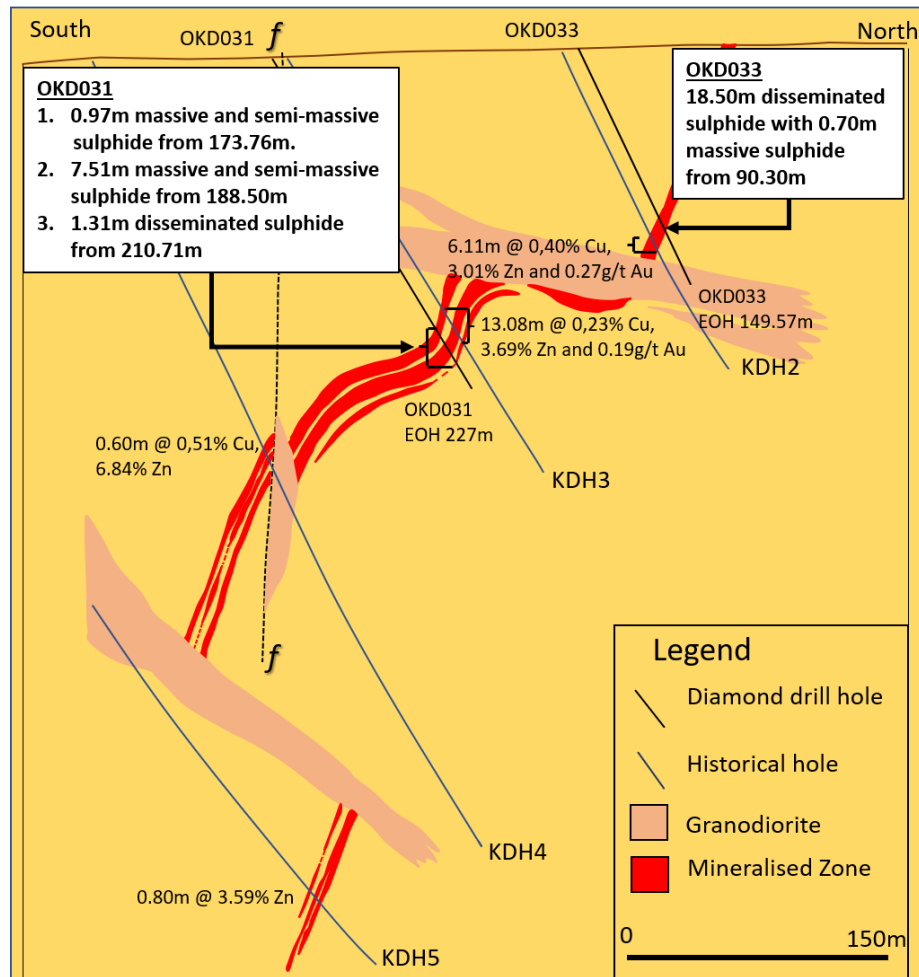 South
OKD031
f
OKD033
North
OKD031
1. 0.97m massive and semi-massive
sulphide from 173.76m.
2. 7.51m massive and semi-massive
sulphide from 188.50m
3. 1.31m disseminated sulphide
from 210.71m
OKD033
18.50m disseminated
sulphide with 0.70m
massive sulphide
from 90.30m
6.11m @ 0,40% Cu,
3.01% Zn and 0.27g/t Au
OKD033
EOH 149.57m
13.08m @ 0,23% Cu,
3.69% Zn and 0.19g/t Au
KDH2
OKD031
EOH 227m
0.60m @ 0,51% Cu,
6.84% Zn
KDH3
f
Legend
Diamond drill hole
Historical hole
Granodiorite
Mineralised Zone
0 150m
KDH4
0.80m @ 3.59% Zn
KDH5